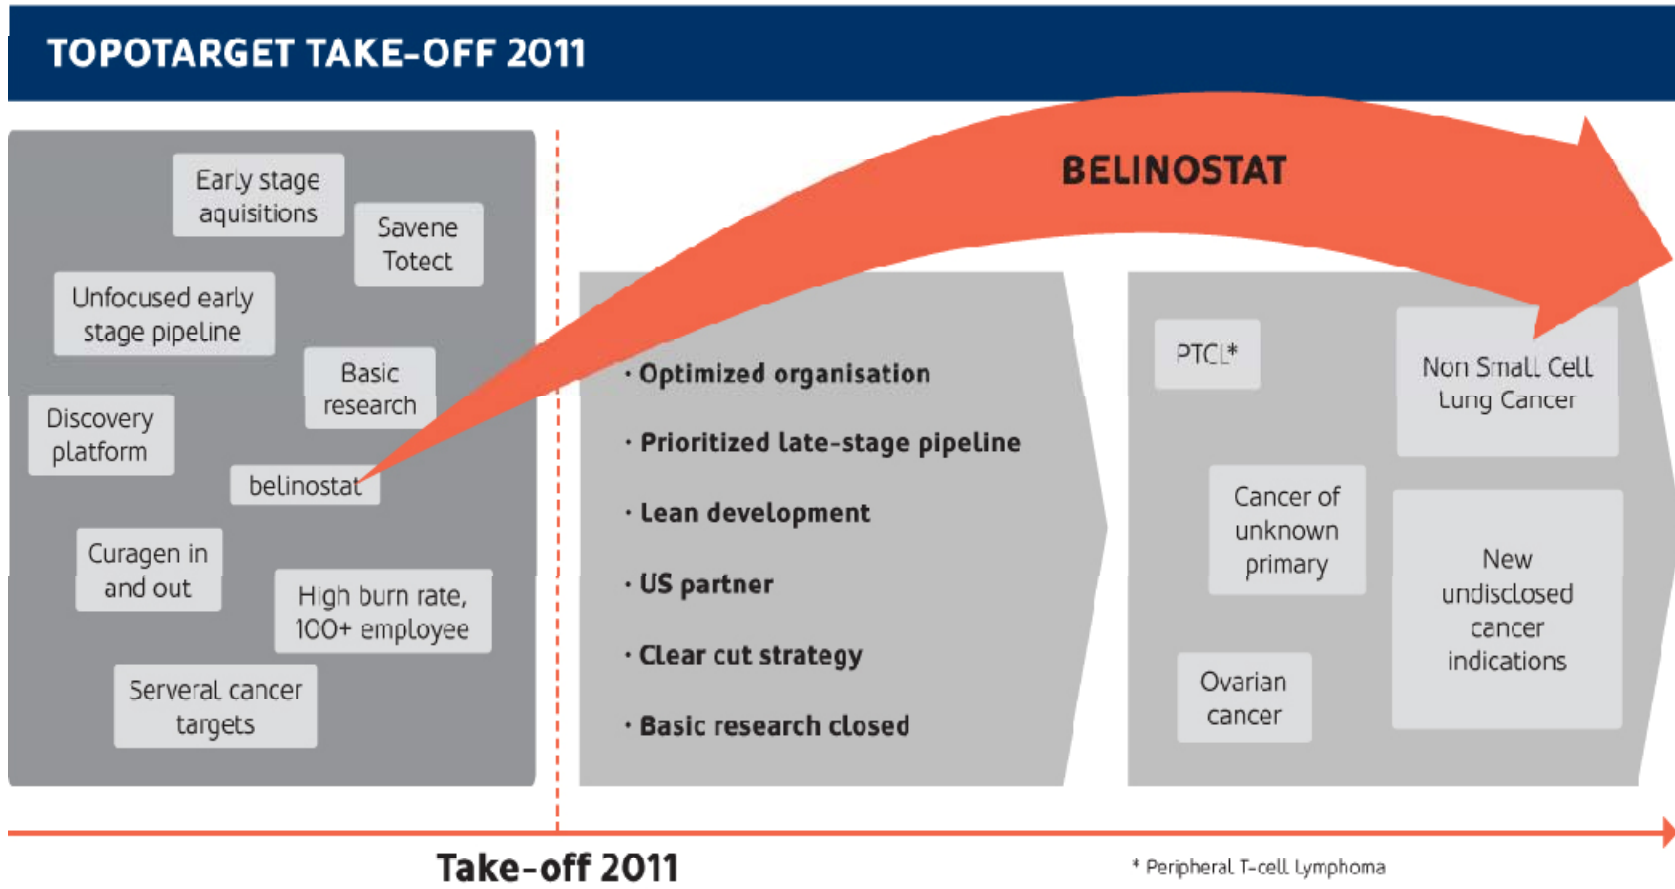 TOPOTARGET TAKE-OFF 2011
Early stage
aquisitions
Savene
Totect
Unfocused early
stage pipeline
Basic
research
Discovery
platform
belinostat
Curagen in
and out
High burn rate,
100+ employee
Serveral cancer
targets
BELINOSTAT
· Optimized organisation
· Prioritized late-stage pipeline
· Lean development
· US partner
· Clear cut strategy
· Basic research closed
PTCL*
Non Small Cell
Lung Cancer
Cancer of
unknown
primary
New
undisclosed
cancer
indications
Ovarian
cancer
Take-off 2011
* Peripheral T-cell Lymphoma